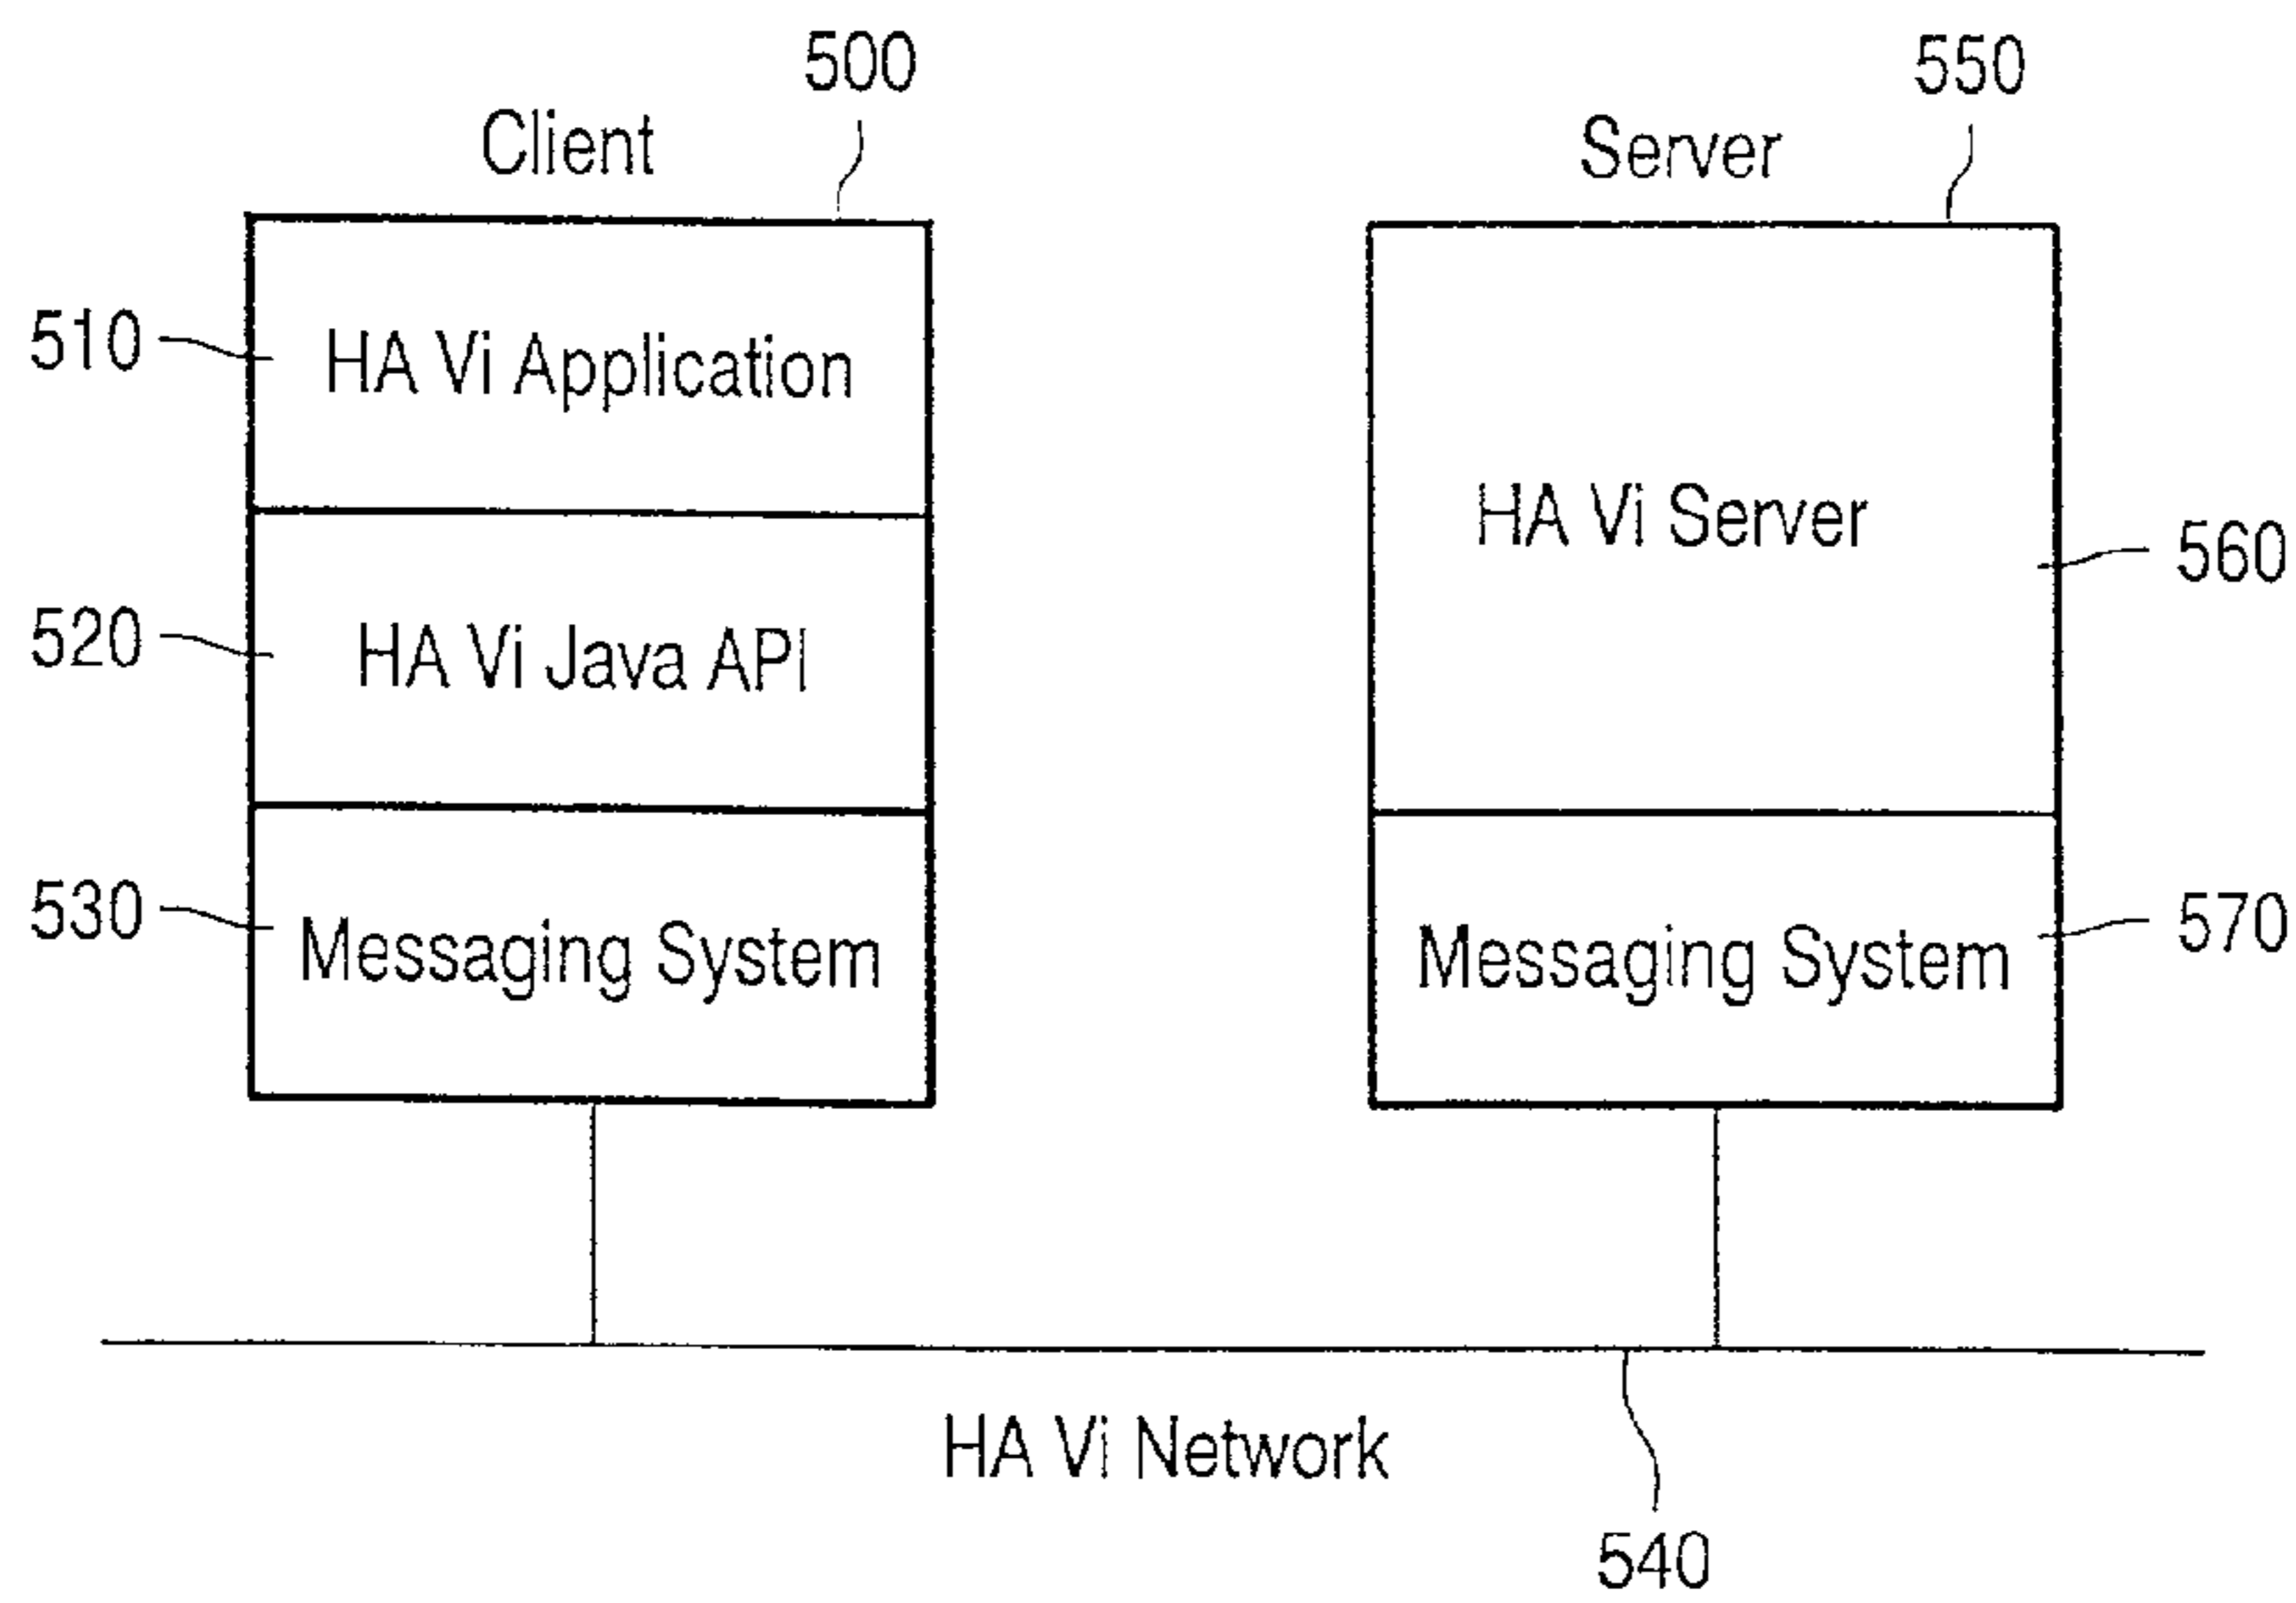 500
Client
550
Server
510
HA Vi Application
HA Vi Server
560
520
HA Vi Java API
530
Messaging System
570
Messaging System
HA Vi Network
540